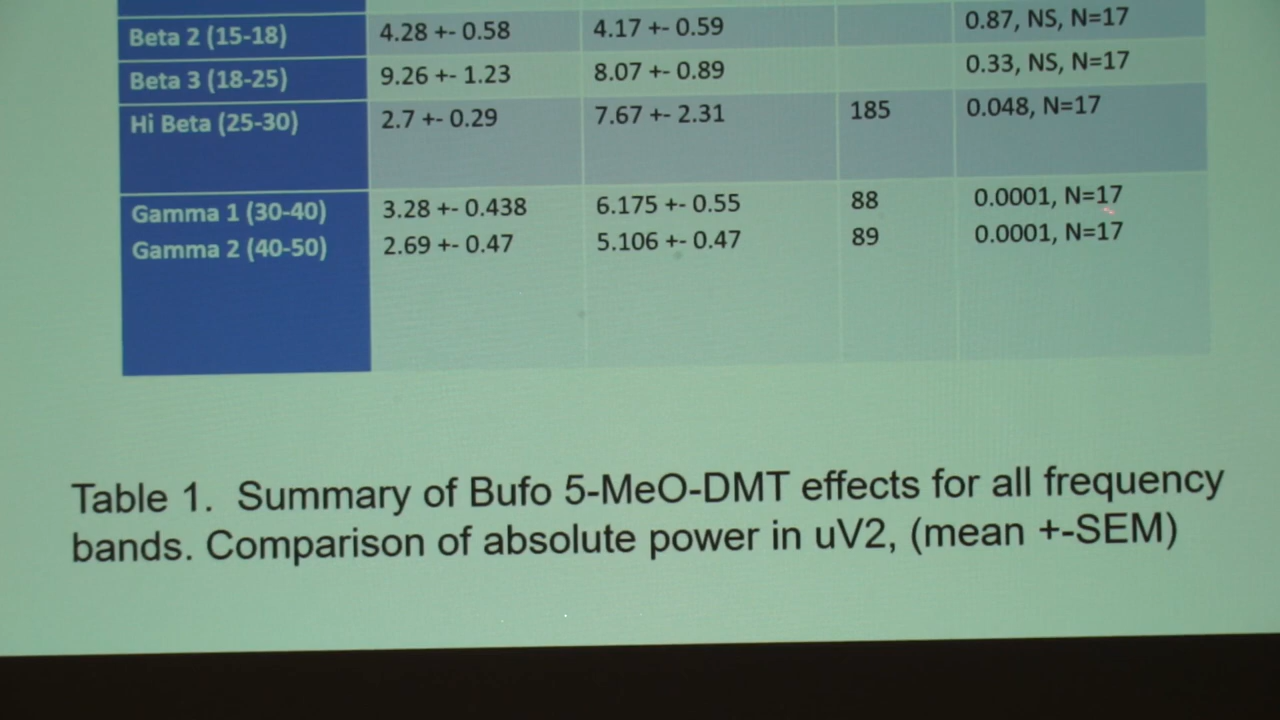 Beta 2 (15-18) 4.28 +- 0.58 4.17 +- 0.59 0.87, NS, N=17
Beta 3 (18-25) 9.26 +- 1.23 8.07 +- 0.89 0.33, NS, N=17
Hi Beta (25-30) 2.7 +- 0.29 7.67 +- 2.31 185 0.048, N=17
Gamma 1 (30-40) 3.28 +- 0.438 6.175 +- 0.55 88 0.0001, N=17
Gamma 2 (40-50) 2.69 +- 0.47 5.106 +- 0.47 89 0.0001, N=17
Table 1. Summary of Bufo 5-MeO-DMT effects for all frequency
bands. Comparison of absolute power in uV2, (mean +-SEM)